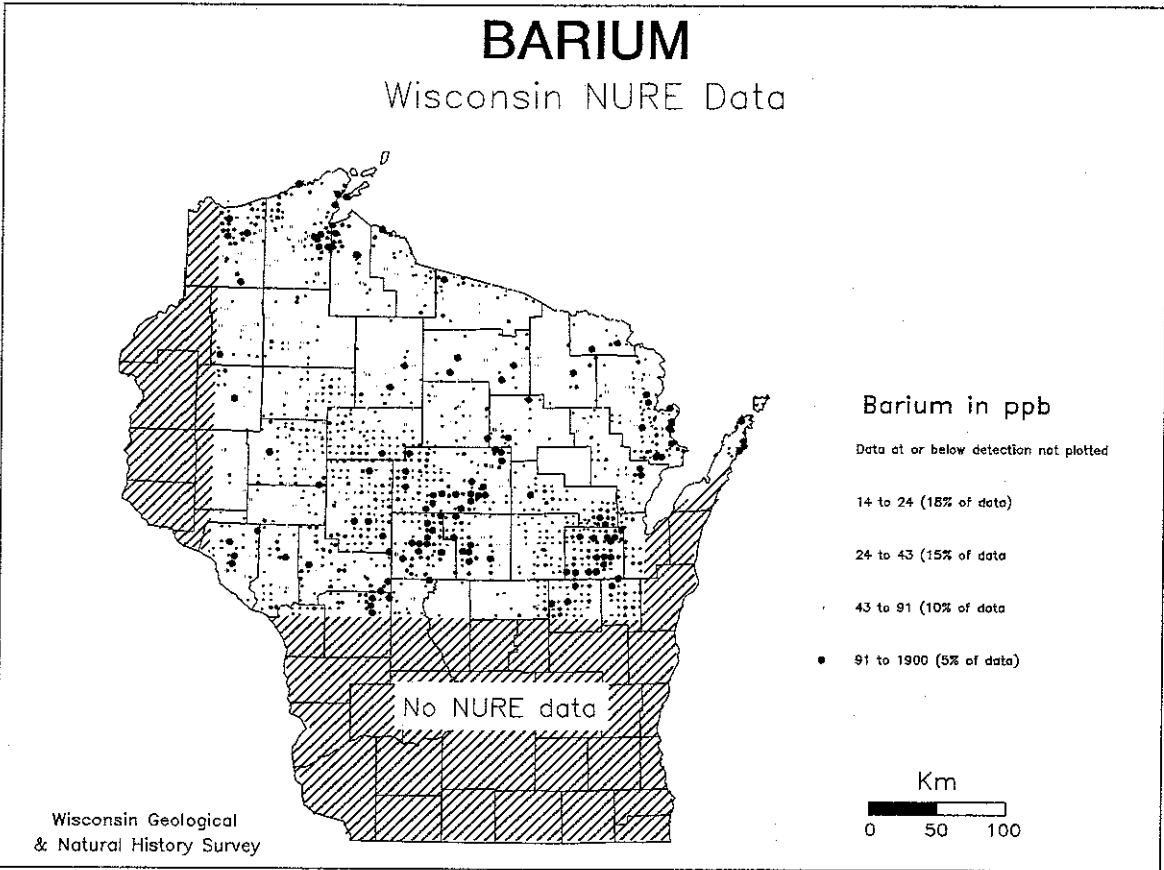 BARIUM
Wisconsin NURE Data
Barium in ppb
Data at or below detection not plotted
14 to 24 (18% of data)
24 to 43 (15% of data
43 to 91 (10% of data
91 to 1900 (5% of data)
No NURE data
Km
0 50 100
Wisconsin Geological
& Natural History Survey